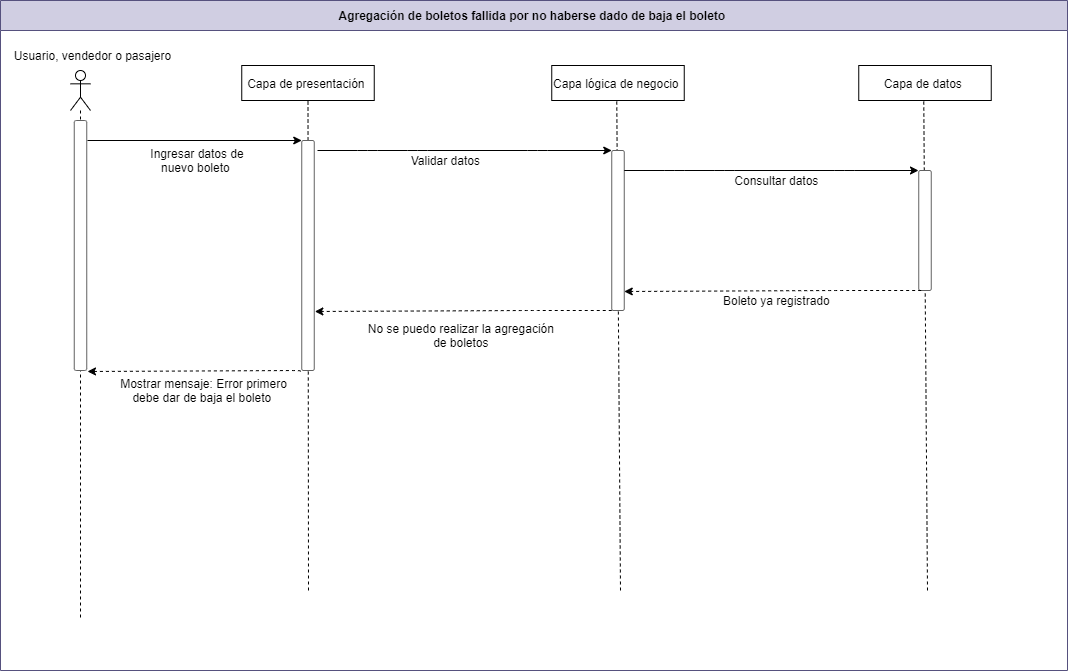 Agregación de boletos fallida por no haberse dado de baja el boleto
Usuario, vendedor o pasajero
Capa de presentación
Capa lógica de negocio
Capa de datos
Ingresar datos de
nuevo boleto
Validar datos
Consultar datos
Boleto ya registrado
No se puedo realizar la agregación
de boletos
Mostrar mensaje: Error primero
debe dar de baja el boleto